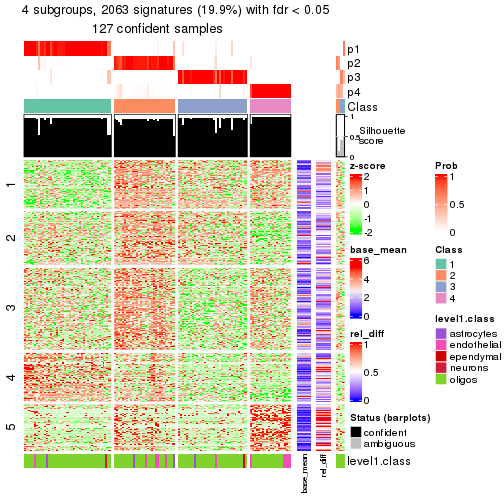 4 subgroups, 2063 signatures (19.9%) with fdr < 0.05
127 confident samples
p1
p2
p3
p4
Class
1
0.5
0
Silhouette
score
1
2
3
4
5
z-score
2
1
0
-1
-2
Prob
1
0.5
0
base_mean
6
4
2
0
Class
1
2
3
4
rel_diff
1
0.5
0
level1.class
astrocytes
endothelial
ependymal
neurons
oligos
Status (barplots)
confident
ambiguous
level1.class
base_mean
rel_diff